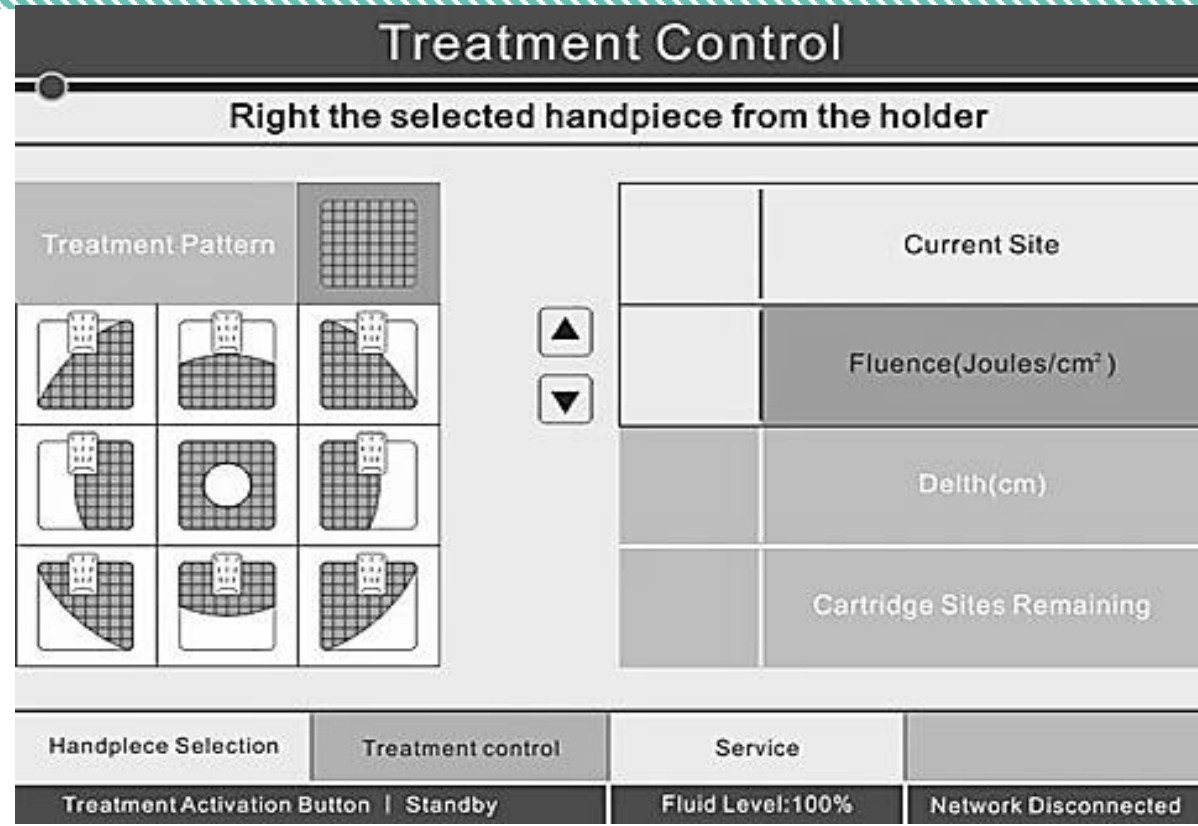 Treatment Control
Right the selected handpiece from the holder
Treatment Pattern
Current Site
Fluence(Joules/cm²)
Delth(cm)
Cartridge Sites Remaining
Handplece Selection
Treatment control
Service
Treatment Activation Button | Standby
Fluid Level:100%
Network Disconnected